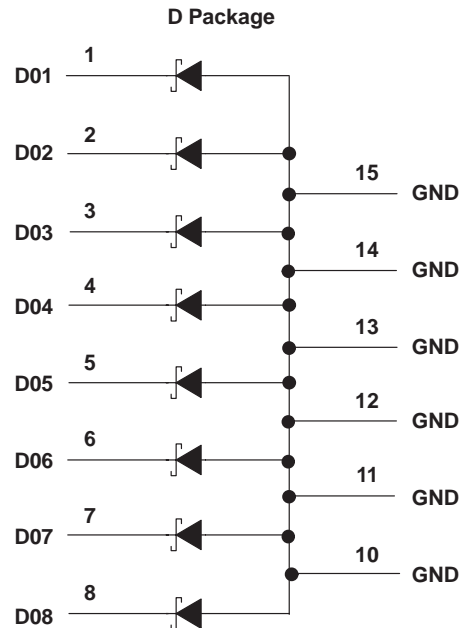 D Package
1
D01
2
D02
15
GND
3
D03
14
GND
4
D04
13
GND
5
D05
12
GND
6
D06
11
GND
7
D07
10
GND
8
D08